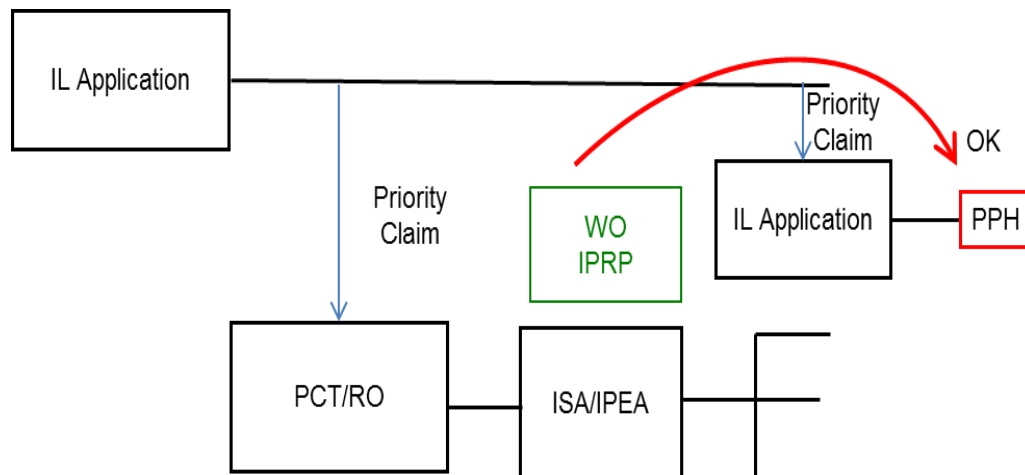 IL Application
Priority
Claim
OK
Priority
Claim
WO
IPRP
IL Application
PPH
PCT/RO
ISA/IPEA